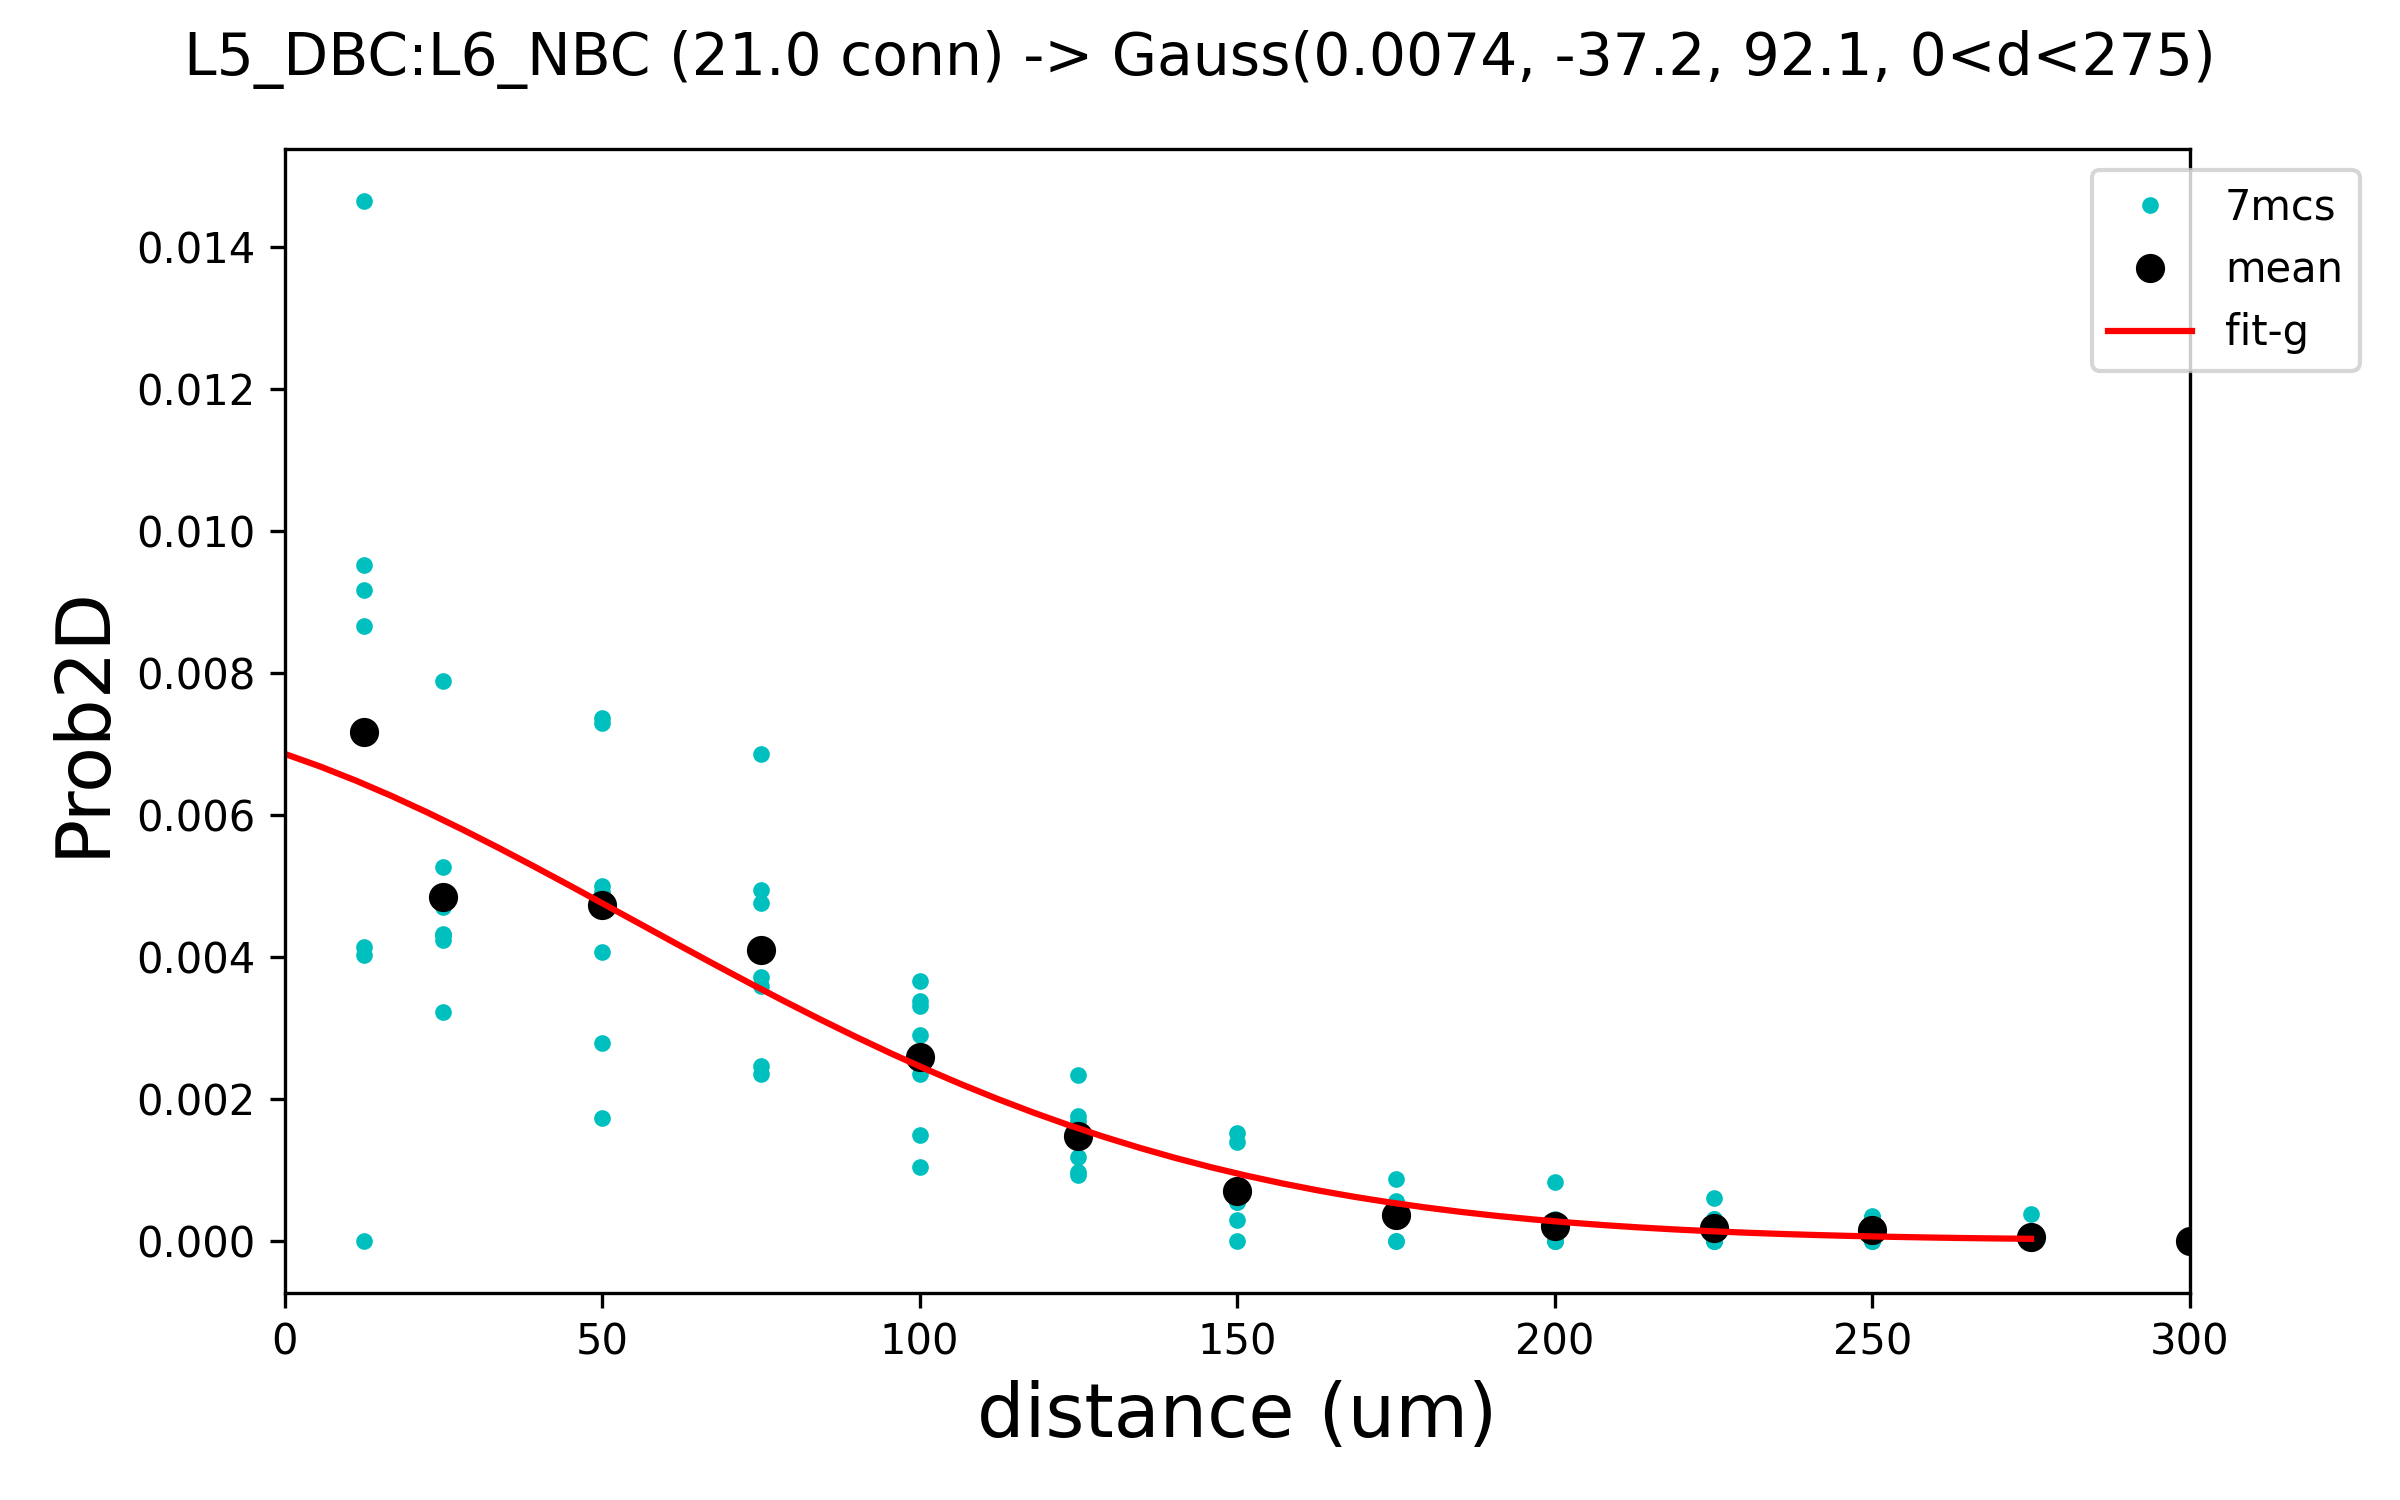 L5_DBC:L6_NBC (21.0 conn) -> Gauss(0.0074, -37.2, 92.1, 0<d<275)
7mcs
mean
fit-g
Prob2D
0.014
0.012
0.010
0.008
0.006
0.004
0.002
0.000
0 50 100 150 200 250 300
distance (um)